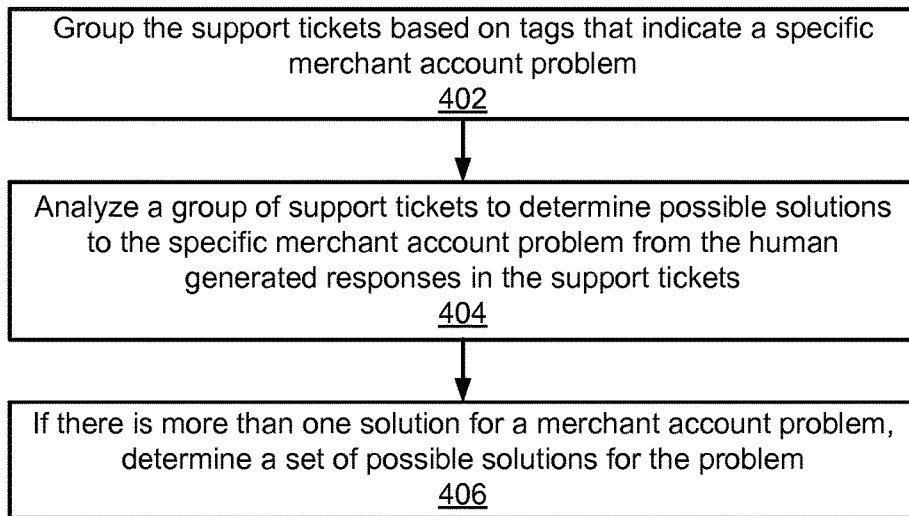 Group the support tickets based on tags that indicate a specific
merchant account problem
402
Analyze a group of support tickets to determine possible solutions
to the specific merchant account problem from the human
generated responses in the support tickets
404
If there is more than one solution for a merchant account problem,
determine a set of possible solutions for the problem
406